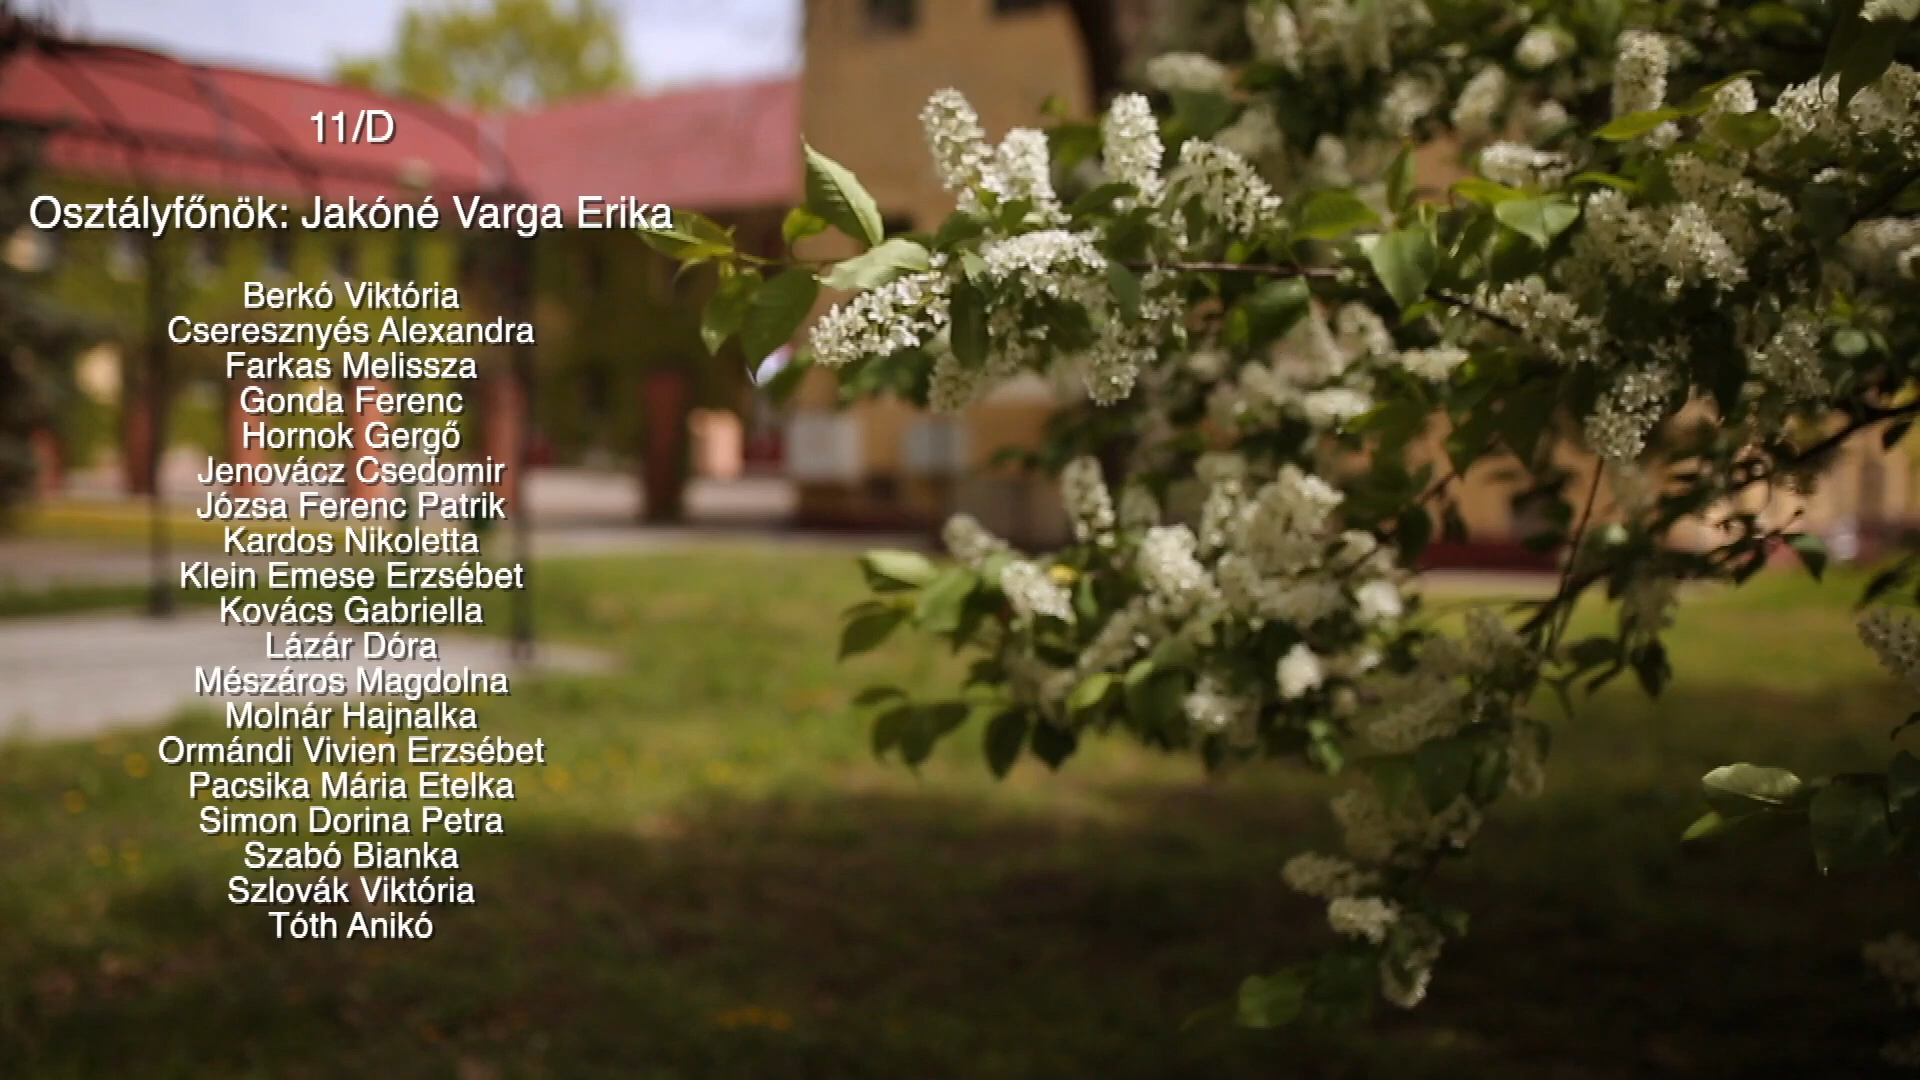 11/D
Osztályfőnök: Jakóné Varga Erika
Berkó Viktória
Cseresznyés Alexandra
Farkas Melissza
Gonda Ferenc
Hornok Gergő
Jenovácz Csedomir
Józsa Ferenc Patrik
Kardos Nikoletta
Klein Emese Erzsébet
Kovács Gabriella
Lázár Dóra
Mészáros Magdolna
Molnár Hajnalka
Ormándi Vivien Erzsébet
Pacsika Mária Etelka
Simon Dorina Petra
Szabó Bianka
Szlovák Viktória
Tóth Anikó